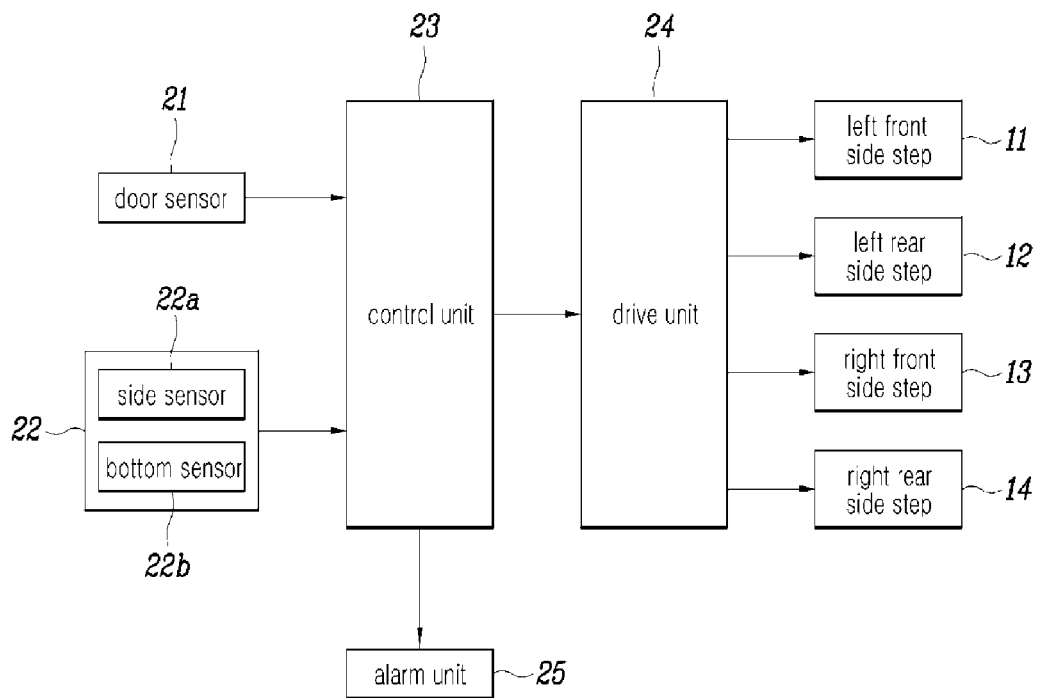 23
24
21
door sensor
left front
side step
11
left rear
side step
12
22a
side sensor
22
bottom sensor
22b
control unit
drive unit
right front
side step
13
right rear
side step
14
alarm unit
25